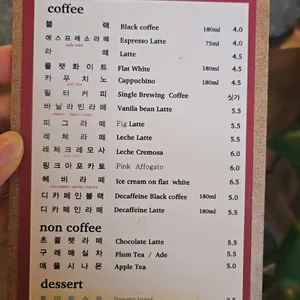 coffee
블 랙 Black coffee 180ml 4.0
에스프레소라떼 Espresso Latte 75ml 4.0
라 떼 Latte 4.5
플랫화이트 Flat White 180ml 4.5
카 푸 치 노 Cappuchino 180ml 4.5
필 터 커 피 Single Brewing Coffee 싯가
바닐라빈라떼 Vanilla bean Latte 5.5
피 그 라 떼 Fig Latte 5.5
레 체 라 떼 Leche Latte 5.5
레체크레모사 Leche Cremosa 6.0
핑크아포카토 Pink Affogato 6.0
헤 비 라 떼 Ice cream on flat white 6.5
디카페인블랙 Decaffeine Black coffee 180ml 5.0
디카페인라떼 Decaffeine Latte 180ml 5.5
non coffee
초 콜 렛 라 떼 Chocolate Latte 5.5
구 레 매 실 차 Plum Tea / Ade 5.5
애 플 시 나 몬 Apple Tea 5.0
dessert